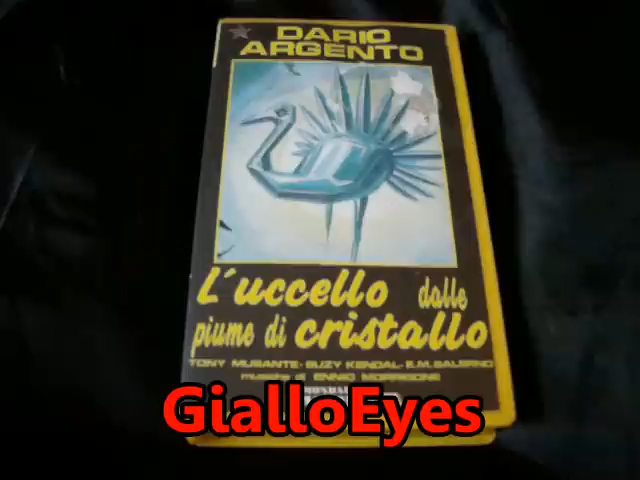 DARIO
ARGENTO
L'uccello dalle
piume di cristallo
TONY MUSANTE - SUZY KENDAL - E.M. SALERNO
musiche di ENNIO MORRICONE
GialloEyes